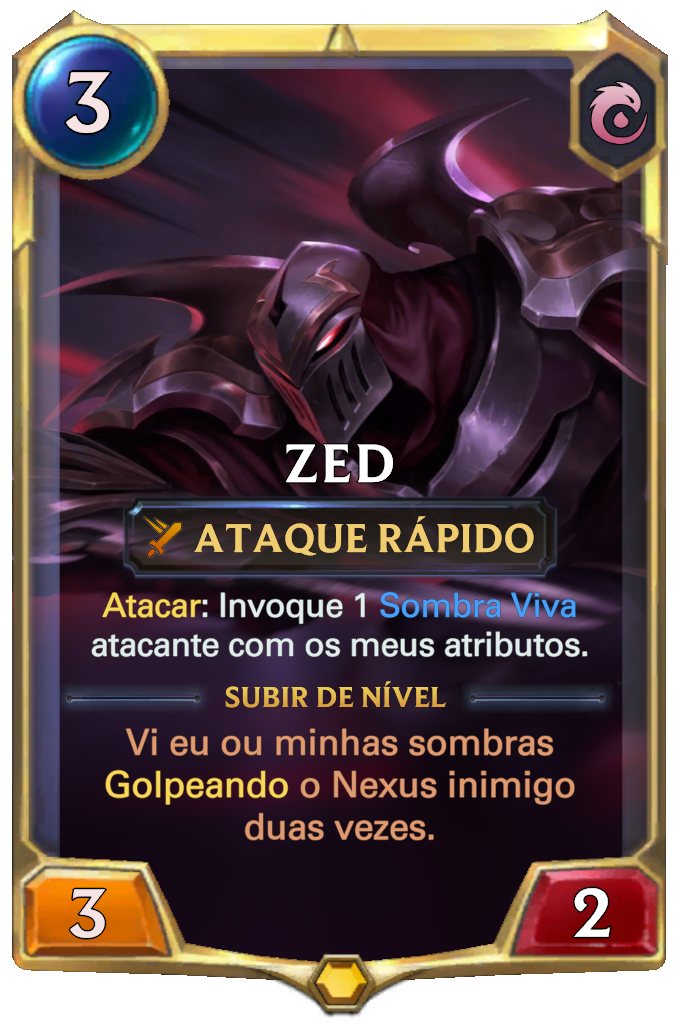 3
ZED
ATAQUE RÁPIDO
Atacar: Invoque 1 Sombra Viva
atacante com os meus atributos.
SUBIR DE NÍVEL
Vi eu ou minhas sombras
Golpeando o Nexus inimigo
duas vezes.
3
2